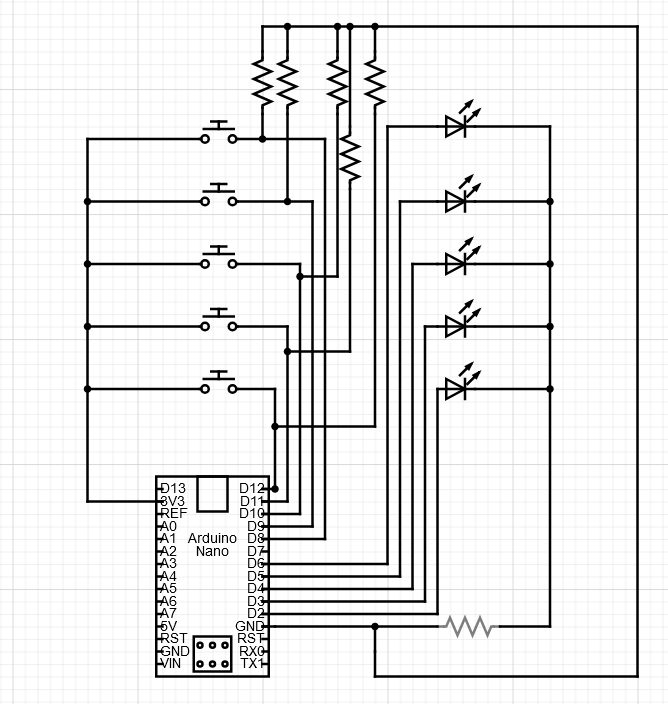 D13 D12
3V3 D11
REF D10
A0 D9
A1 Arduino D8
A2 Nano D7
A3 D6
A4 D5
A5 D4
A6 D3
A7 D2
5V GND
RST RST
GND RX0
VIN TX1